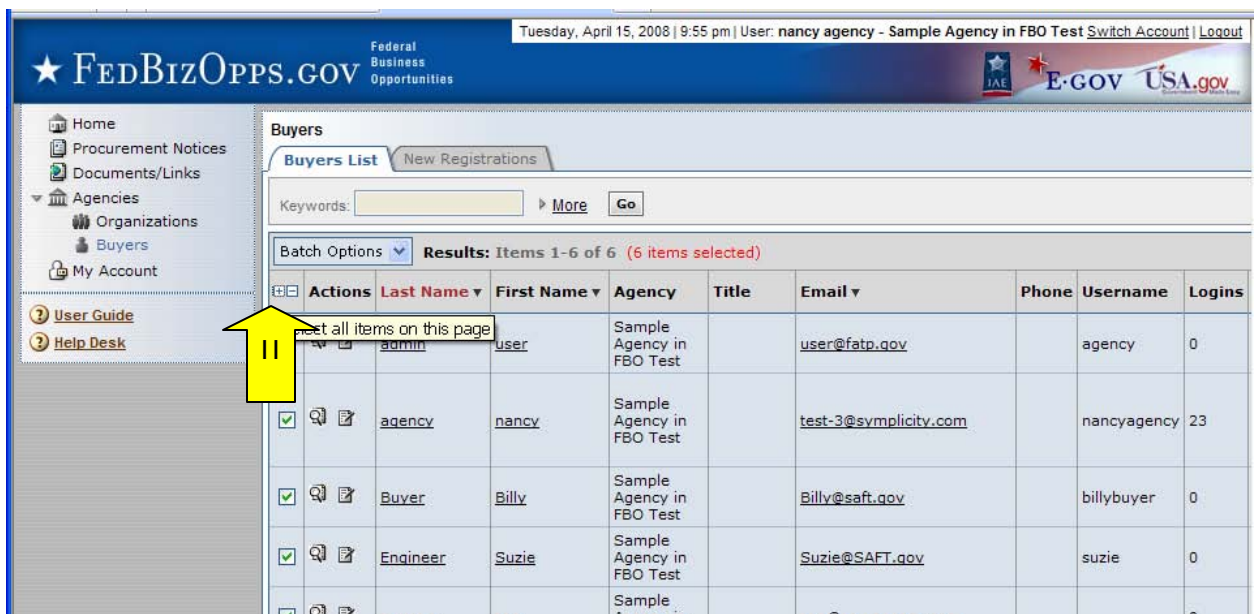 Tuesday, April 15, 2008 | 9:55 pm | User: nancy agency - Sample Agency in FBO Test Switch Account | Logout
FEDBIZOPPS.GOV
Federal
Business
Opportunities
IAE
E-GOV
USA.gov
Home
Procurement Notices
Documents/Links
Agencies
Organizations
Buyers
My Account
User Guide
Help Desk
Buyers
Buyers List New Registrations
Keywords: More Go
Batch Options Results: Items 1-6 of 6 (6 items selected)
Actions Last Name First Name Agency Title Email Phone Username Logins
all items on this page
11
admin user Sample
Agency in
FBO Test
user@fatp.gov agency 0
agency nancy Sample
Agency in
FBO Test
test-3@symplicity.com nancyagency 23
Buyer Billy Sample
Agency in
FBO Test
Billy@saft.gov billybuyer 0
Engineer Suzie Sample
Agency in
FBO Test
Suzie@SAFT.gov suzie 0
Sample